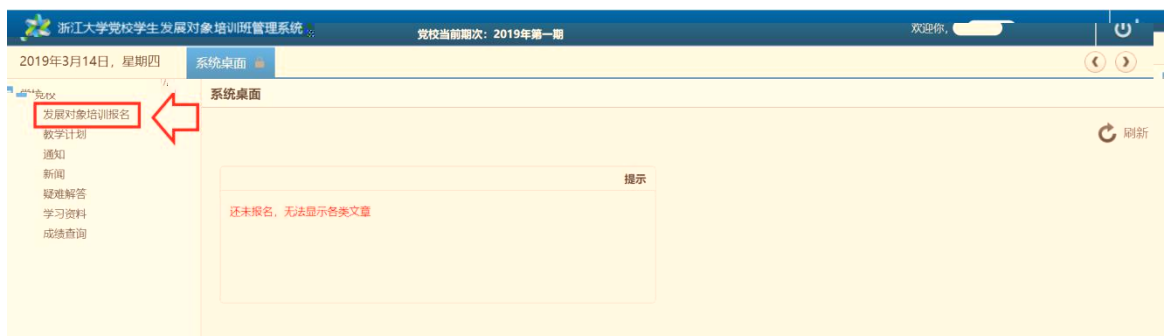 浙江大学党校学生发展对象培训班管理系统
党校当前期次：2019年第一期
欢迎你，
2019年3月14日，星期四
系统桌面
系统桌面
发展对象培训报名
教学计划
通知
新闻
疑难解答
学习资料
成绩查询
刷新
提示
还未报名，无法显示各类文章